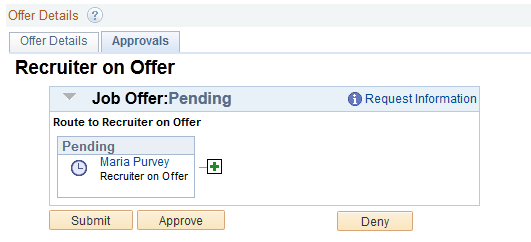 Offer Details ?
Offer Details Approvals
Recruiter on Offer
Job Offer:Pending Request Information
Route to Recruiter on Offer
Pending
Maria Purvey
Recruiter on Offer
Submit Approve Deny